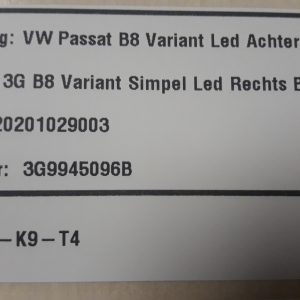 g: VW Passat B8 Variant Led Achter
3G B8 Variant Simpel Led Rechts B
20201029003
r: 3G9945096B
-K9-T4